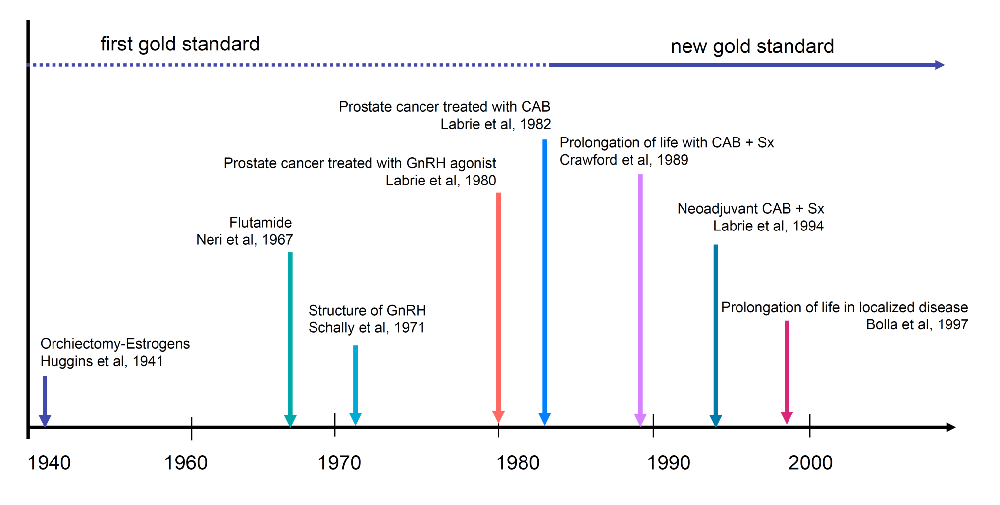 first gold standard
new gold standard
Prostate cancer treated with CAB
Labrie et al, 1982
Prolongation of life with CAB + Sx
Crawford et al, 1989
Prostate cancer treated with GnRH agonist
Labrie et al, 1980
Neoadjuvant CAB + Sx
Labrie et al, 1994
Flutamide
Neri et al, 1967
Structure of GnRH
Schally et al, 1971
Prolongation of life in localized disease
Bolla et al, 1997
Orchiectomy-Estrogens
Huggins et al, 1941
1940 1960 1970 1980 1990 2000